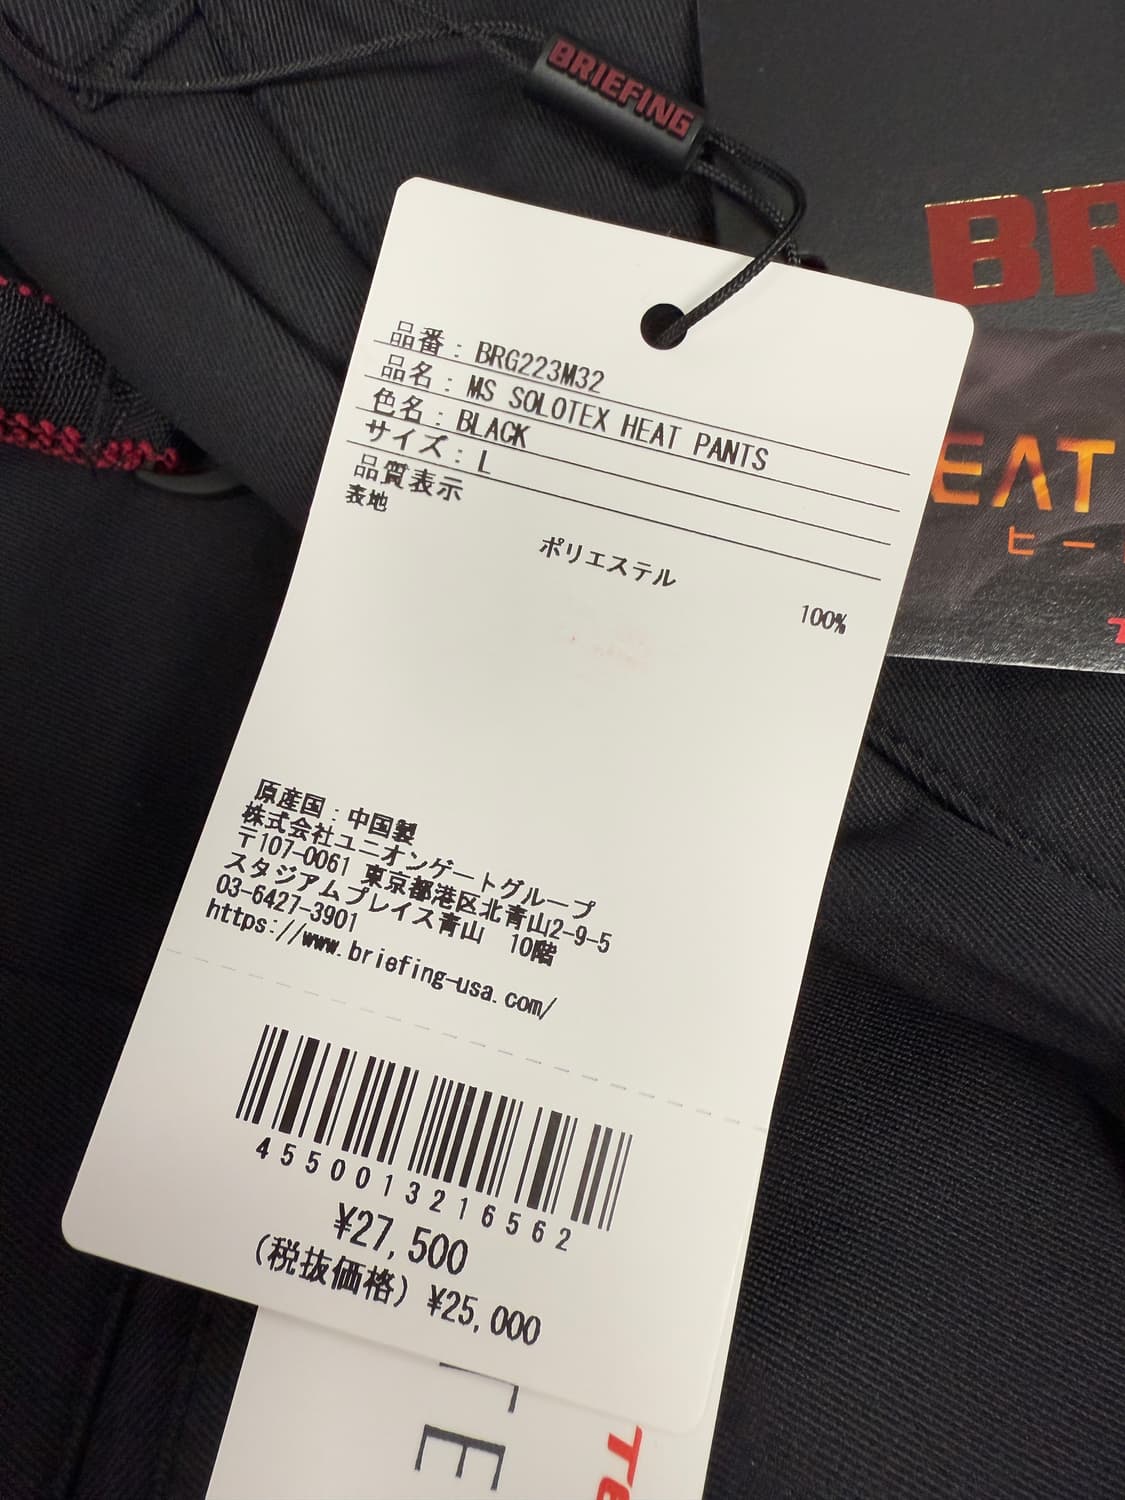 BRIEFING
BR
EAT
ヒー
品番：BRG223M32
品名：MS SOLOTEX HEAT PANTS
色名：BLACK
サイズ：L
品質表示
表地
ポリエステル
100%
原産国：中国製
株式会社ユニオンゲートグループ
〒107-0061 東京都港区北青山2-9-5
スタジアムプレイス青山 10階
03-6427-3901
https://www.briefing-usa.com/
4550013216562
¥27,500
(税抜価格) ¥25,000
TE
Te